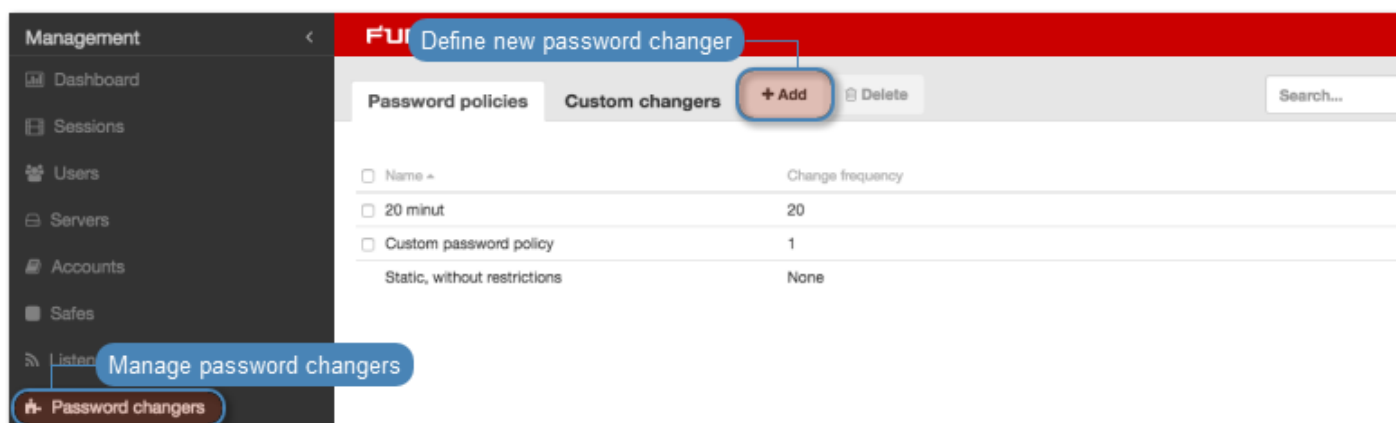 Management
Dashboard
Sessions
Users
Servers
Accounts
Safes
Manage password changers
Password changers
Define new password changer
Password policies
Custom changers
+ Add
Delete
Search...
Name
Change frequency
20 minut
20
Custom password policy
1
Static, without restrictions
None